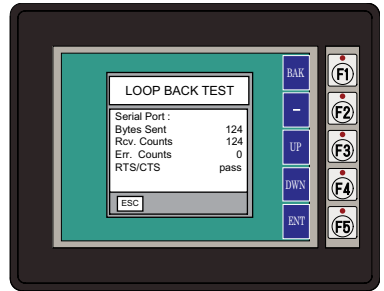 LOOP BACK TEST
Serial Port :
Bytes Sent 124
Rcv. Counts 124
Err. Counts 0
RTS/CTS pass
ESC
BAK
–
UP
DWN
ENT
F1
F2
F3
F4
F5